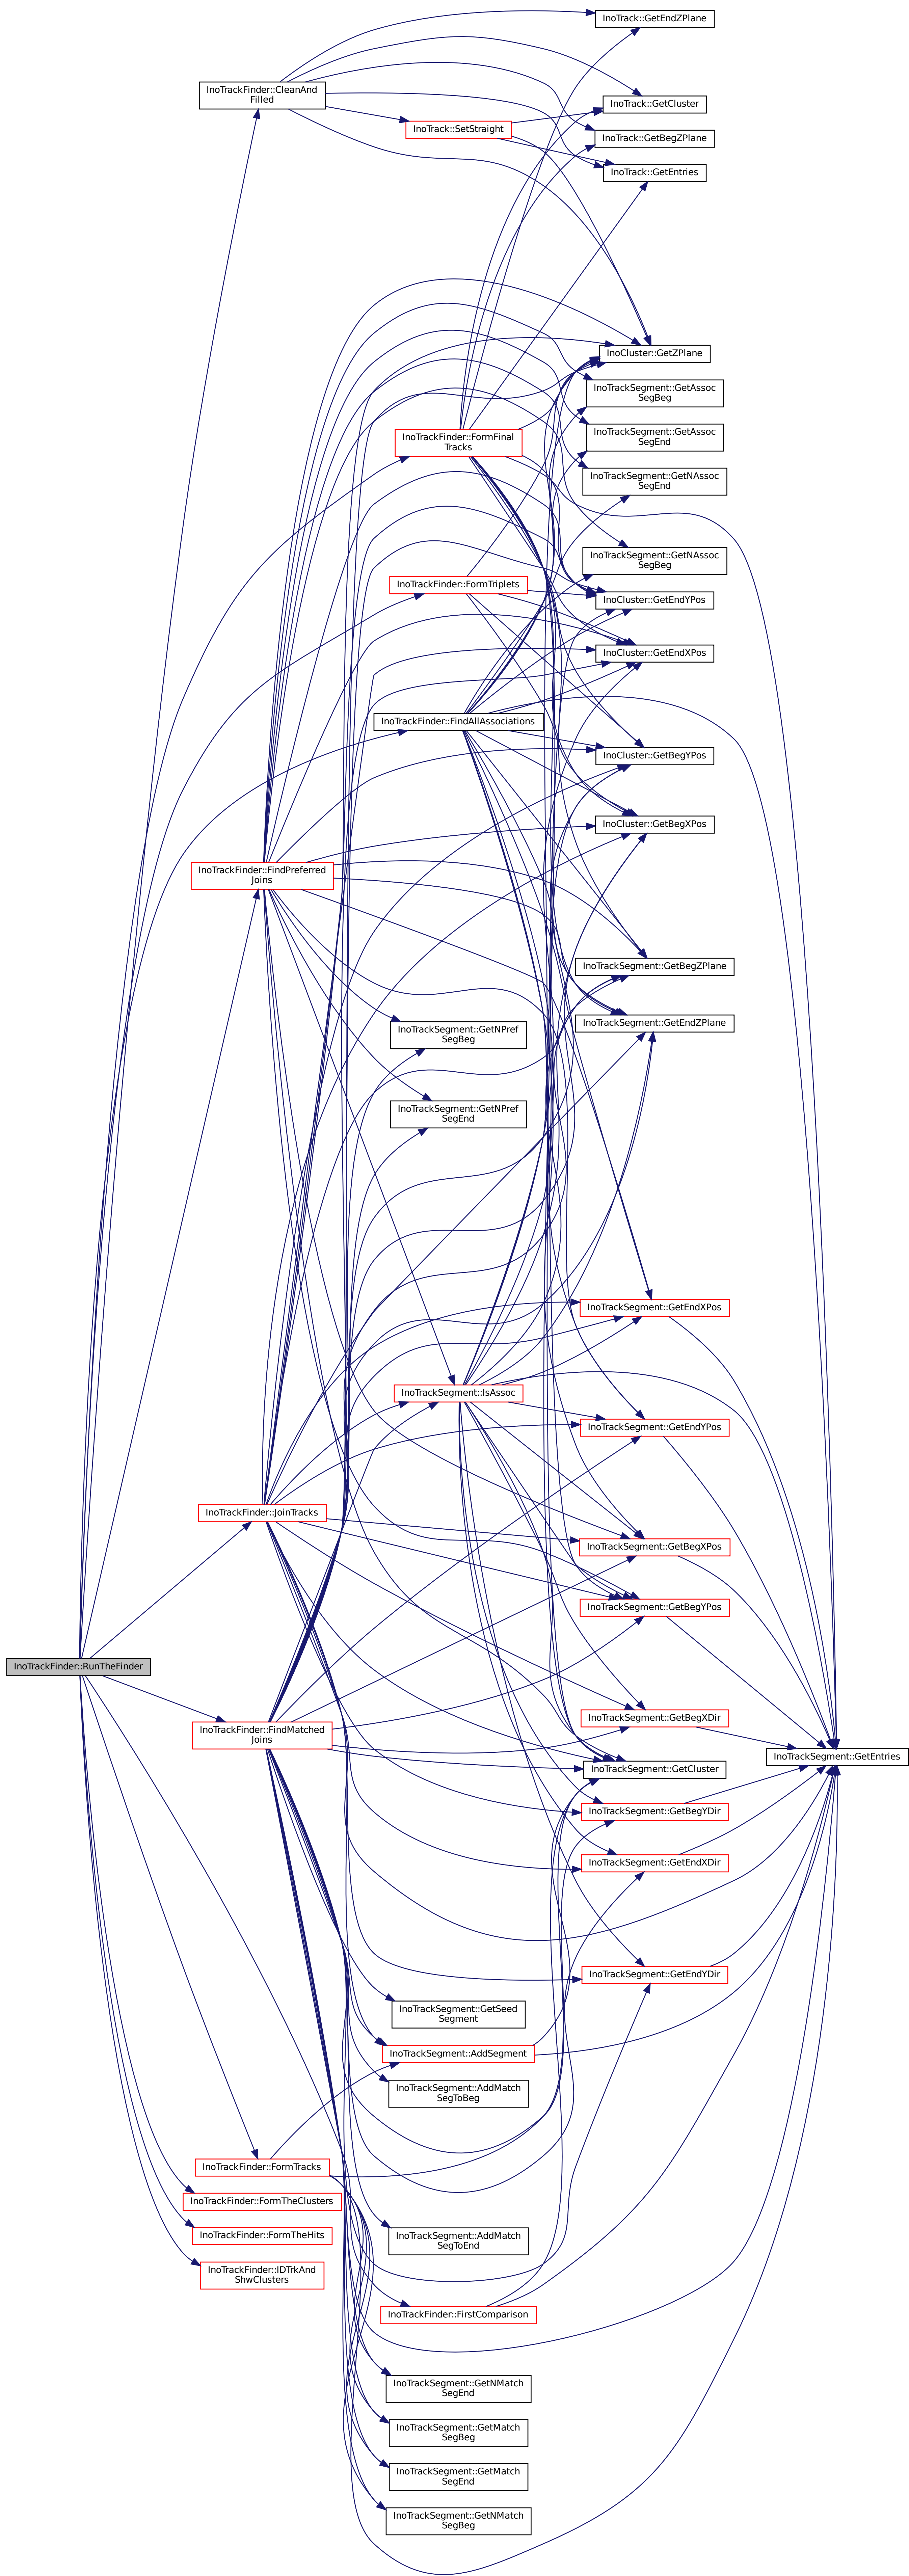 InoTrack::GetEndZPlane
InoTrackFinder::CleanAnd
Filled
InoTrack::GetCluster
InoTrack::SetStraight
InoTrack::GetBegZPlane
InoTrack::GetEntries
InoCluster::GetZPlane
InoTrackSegment::GetAssoc
SegBeg
InoTrackFinder::FormFinal
Tracks
InoTrackSegment::GetAssoc
SegEnd
InoTrackSegment::GetNAssoc
SegEnd
InoTrackSegment::GetNAssoc
SegBeg
InoTrackFinder::FormTriplets
InoCluster::GetEndYPos
InoCluster::GetEndXPos
InoTrackFinder::FindAllAssociations
InoCluster::GetBegYPos
InoCluster::GetBegXPos
InoTrackFinder::FindPreferred
Joins
InoTrackSegment::GetBegZPlane
InoTrackSegment::GetEndZPlane
InoTrackSegment::GetNPref
SegBeg
InoTrackSegment::GetNPref
SegEnd
InoTrackSegment::GetEndXPos
InoTrackSegment::IsAssoc
InoTrackSegment::GetEndYPos
InoTrackFinder::JoinTracks
InoTrackSegment::GetBegXPos
InoTrackSegment::GetBegYPos
InoTrackFinder::RunTheFinder
InoTrackSegment::GetBegXDir
InoTrackFinder::FindMatched
Joins
InoTrackSegment::GetEntries
InoTrackSegment::GetCluster
InoTrackSegment::GetBegYDir
InoTrackSegment::GetEndXDir
InoTrackSegment::GetEndYDir
InoTrackSegment::GetSeed
Segment
InoTrackSegment::AddSegment
InoTrackSegment::AddMatch
SegToBeg
InoTrackFinder::FormTracks
InoTrackFinder::FormTheClusters
InoTrackFinder::FormTheHits
InoTrackSegment::AddMatch
SegToEnd
InoTrackFinder::IDTrkAnd
ShwClusters
InoTrackFinder::FirstComparison
InoTrackSegment::GetNMatch
SegEnd
InoTrackSegment::GetMatch
SegBeg
InoTrackSegment::GetMatch
SegEnd
InoTrackSegment::GetNMatch
SegBeg